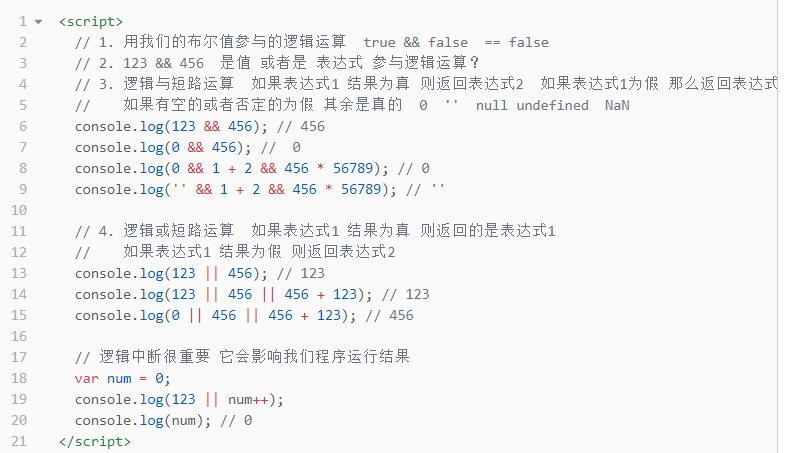 1 <script>
2 // 1. 用我们的布尔值参与的逻辑运算  true && false  == false
3 // 2. 123 && 456  是值 或者是 表达式 参与逻辑运算?
4 // 3. 逻辑与短路运算  如果表达式1 结果为真 则返回表达式2  如果表达式1为假 那么返回表达式
5 //    如果有空的或者否定的为假 其余是真的  0  ''  null undefined  NaN
6 console.log(123 && 456); // 456
7 console.log(0 && 456); //  0
8 console.log(0 && 1 + 2 && 456 * 56789); // 0
9 console.log('' && 1 + 2 && 456 * 56789); // ''
10
11 // 4. 逻辑或短路运算  如果表达式1 结果为真 则返回的是表达式1
12 //    如果表达式1 结果为假 则返回表达式2
13 console.log(123 || 456); // 123
14 console.log(123 || 456 || 456 + 123); // 123
15 console.log(0 || 456 || 456 + 123); // 456
16
17 // 逻辑中断很重要 它会影响我们程序运行结果
18 var num = 0;
19 console.log(123 || num++);
20 console.log(num); // 0
21 </script>